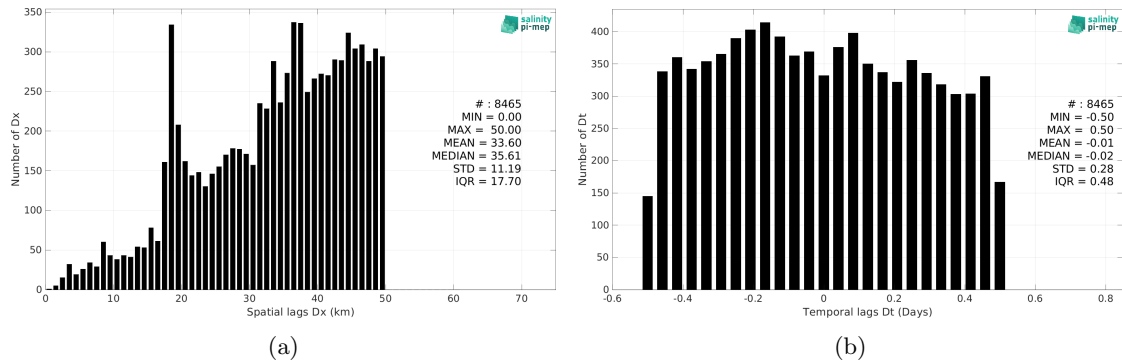 350
300
250
200
150
100
50
0
0
10
20
30
40
50
60
70
Number of Dx
Spatial lags Dx (km)
salinity
pi-mep
# : 8465
MIN = 0.00
MAX = 50.00
MEAN = 33.60
MEDIAN = 35.61
STD = 11.19
IQR = 17.70
(a)
400
350
300
250
200
150
100
50
0
-0.6
-0.4
-0.2
0
0.2
0.4
0.6
0.8
Number of Dt
Temporal lags Dt (Days)
salinity
pi-mep
# : 8465
MIN = -0.50
MAX = 0.50
MEAN = -0.01
MEDIAN = -0.02
STD = 0.28
IQR = 0.48
(b)